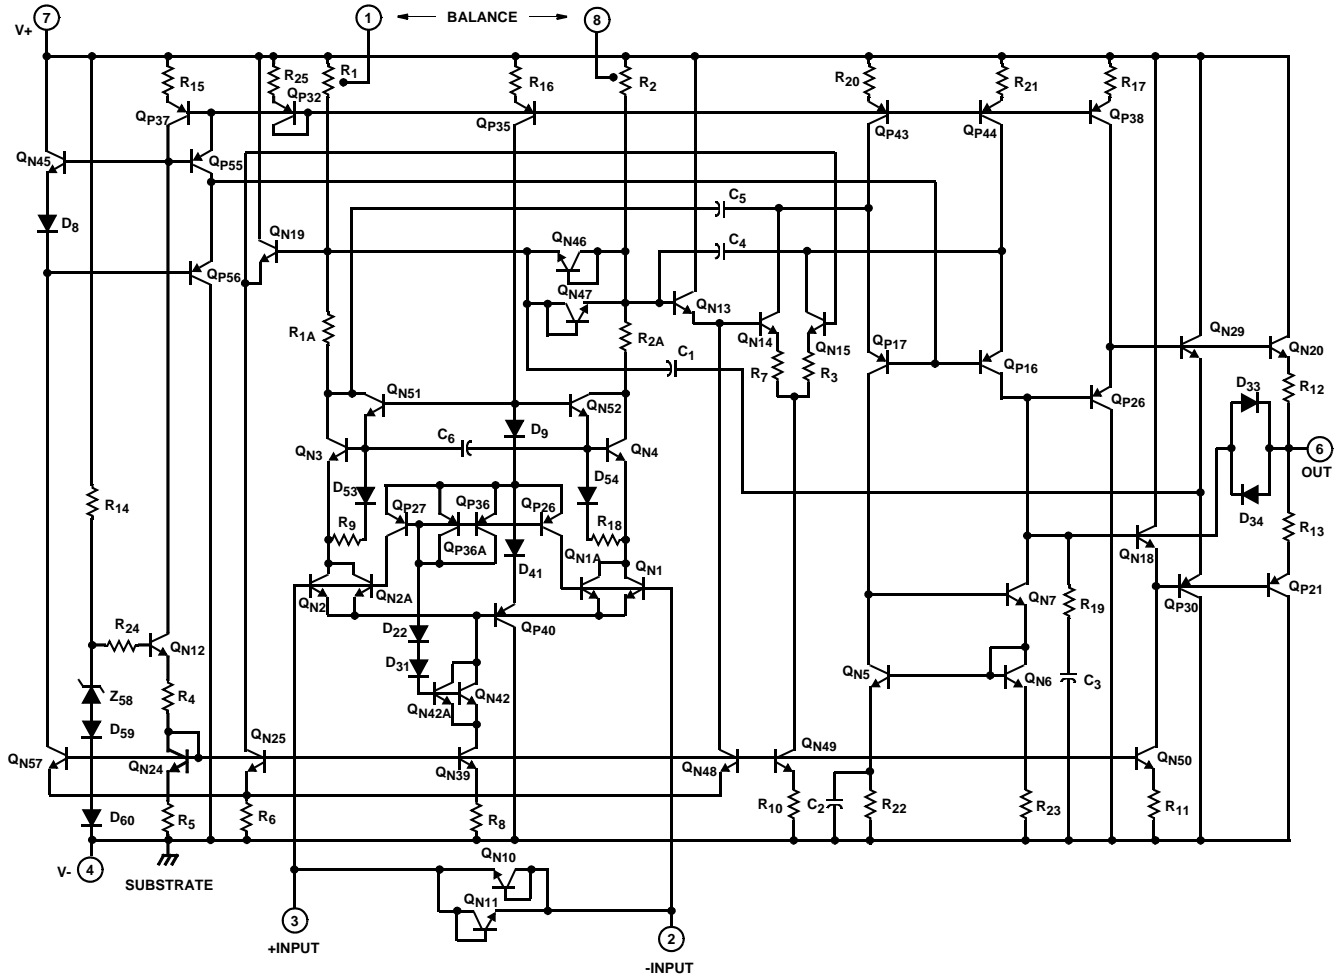 7 1 BALANCE 8
V+
R15 R25 R1 R16 R2 R20 R21 R17
QP32
QP37 QP35 QP43 QP44 QP38
QN45 QP55
C5
D8 QN19 QN46 C4
QP56 QN47 QN13
R1A R2A QN14 QN15 QP17 QP16 QN29 QN20
C1 R7 R3
QN51 QN52 D33 R12
D9 QP26
QN3 C6 QN4 6
OUT
D53 D54
R14 QP27 QP36 QP26 D34
R9 R18 R13
QP36A QN1A QN18
D41 QN1
QN2 QN2A QN7 R19 QP30 QP21
R24 D22 QP40
QN12
D31 QN5 QN6 C3
Z58 R4 QN42
QN42A
D59
QN57 QN24 QN25 QN39 QN48 QN49 QN50
D60 R5 R6 R8 R10 C2 R22 R23 R11
V- 4
SUBSTRATE
QN10
QN11
3 2
+INPUT
-INPUT